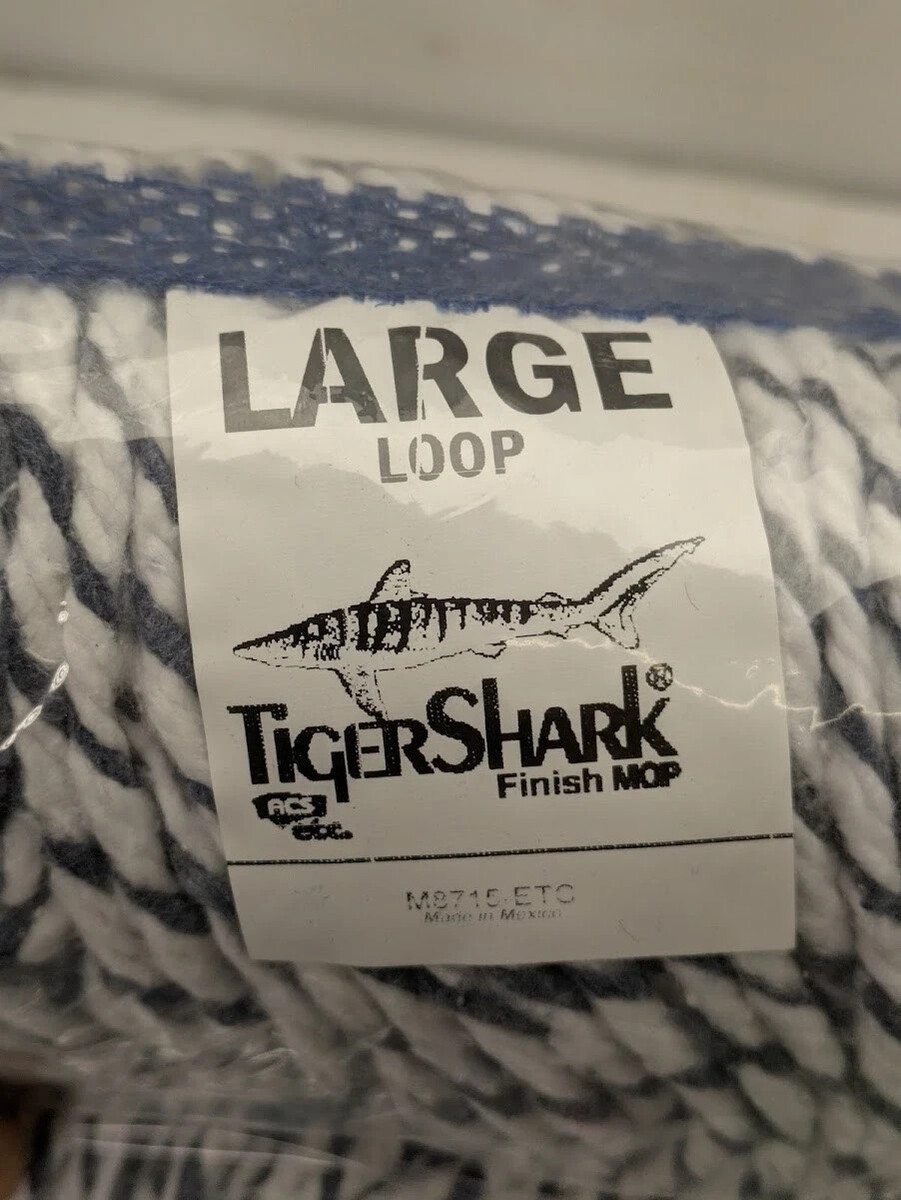 LARGE
LOOP
TIGERSHARK®
Finish MOP
ACS
etc.
M8715-ETC
Made in Mexico